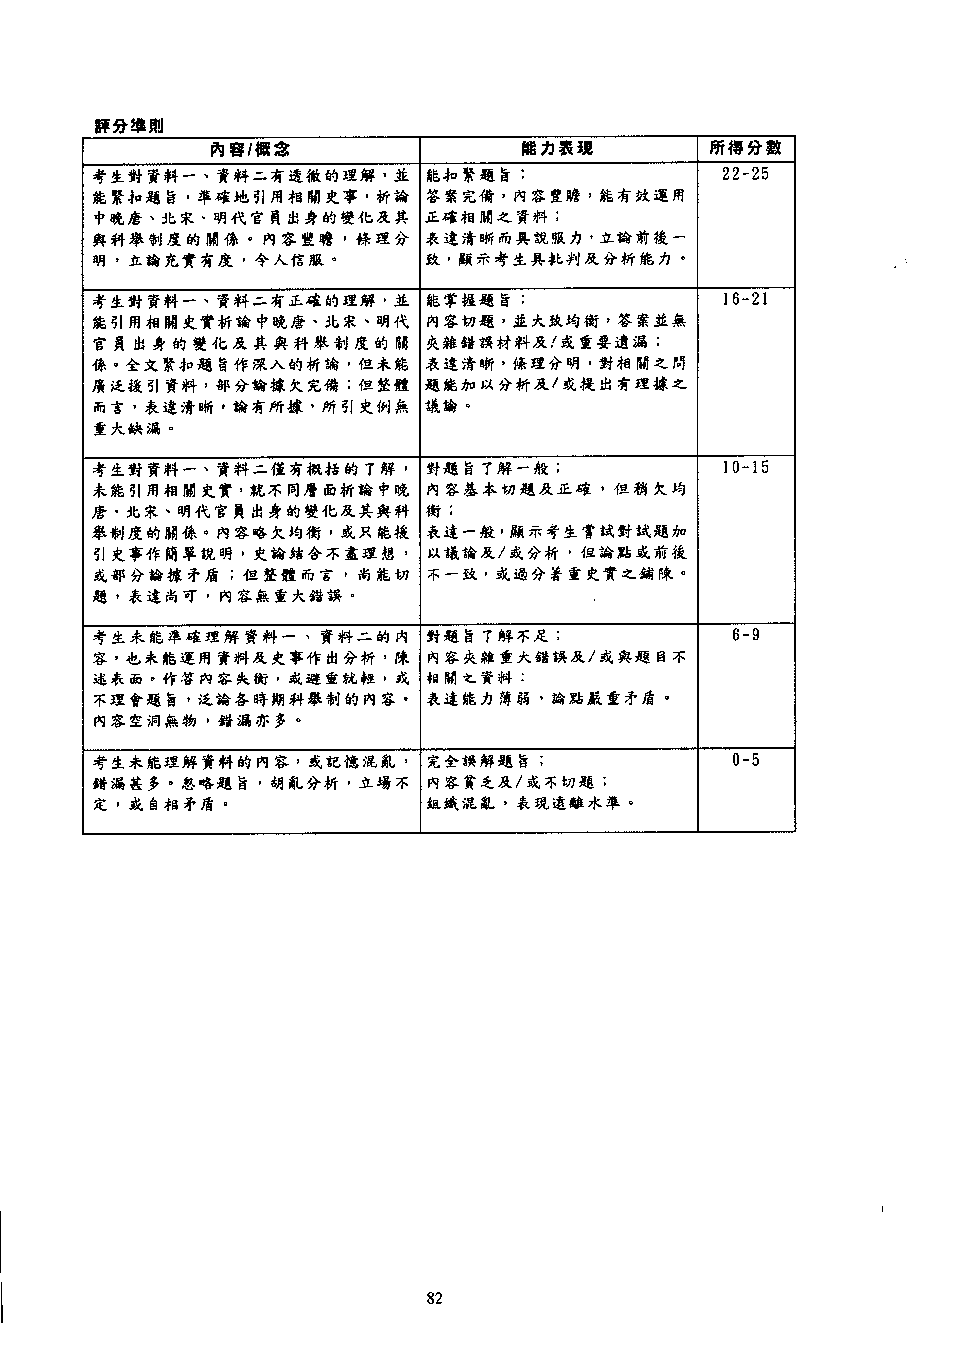 評分準則
內容/概念
能力表現
所得分數
考生對資料一、資料二有透徹的理解，並
能緊扣題旨，準確地引用相關史事，析論
中晚唐、北宋、明代官員出身的變化及其
與科舉制度的關係。內容豐贍，條理分
明，立論充實有度，令人信服。
能扣緊題旨；
答案完備，內容豐贍，能有效運用
正確相關之資料；
表達清晰而具說服力，立論前後一
致，顯示考生具批判及分析能力。
22-25
考生對資料一、資料二有正確的理解，並
能引用相關史實析論中晚唐、北宋、明代
官員出身的變化及其與科舉制度的關
係。全文緊扣題旨作深入的析論，但未能
廣泛援引資料，部分論據欠完備；但整體
而言，表達清晰，論有所據，所引史例無
重大缺漏。
能掌握題旨；
內容切題，並大致均衡，答案並無
夾雜錯誤材料及/或重要遺漏；
表達清晰，條理分明，對相關之問
題能加以分析及/或提出有理據之
議論。
16-21
考生對資料一、資料二僅有概括的了解，
未能引用相關史實，就不同層面析論中晚
唐、北宋、明代官員出身的變化及其與科
舉制度的關係。內容略欠均衡，或只能援
引史事作簡單說明，史論結合不盡理想，
或部分論據矛盾；但整體而言，尚能切
題，表達尚可，內容無重大錯誤。
對題旨了解一般；
內容基本切題及正確，但稍欠均
衡；
表達一般，顯示考生嘗試對試題加
以議論及/或分析，但論點或前後
不一致，或過分著重史實之鋪陳。
10-15
考生未能準確理解資料一、資料二的內
容，也未能運用資料及史事作出分析，陳
述表面。作答內容失衡，或避重就輕，或
不理會題旨，泛論各時期科舉制的內容。
內容空洞無物，錯漏亦多。
對題旨了解不足；
內容夾雜重大錯誤及/或與題目不
相關之資料；
表達能力薄弱、論點嚴重矛盾。
6-9
考生未能理解資料的內容，或記憶混亂，
錯漏甚多。忽略題旨，胡亂分析，立場不
定，或自相矛盾。
完全誤解題旨；
內容貧乏及/或不切題；
組織混亂，表現遠離水準。
0-5
82